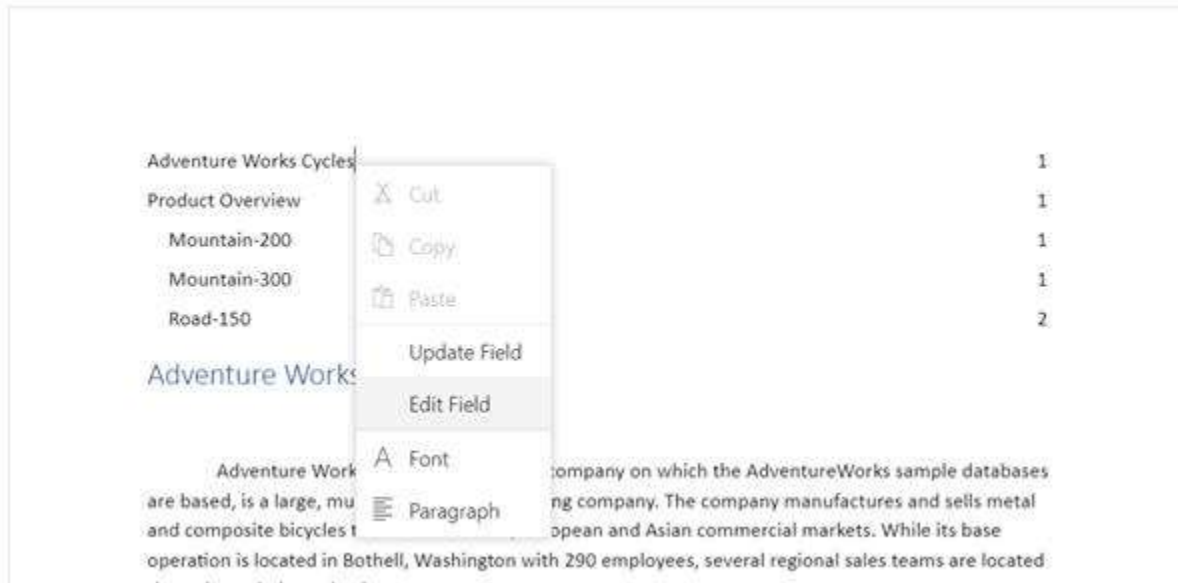 Adventure Works Cycles 1
Product Overview 1
Mountain-200 1
Mountain-300 1
Road-150 2
Cut
Copy
Paste
Update Field
Edit Field
Font
Paragraph
Adventure Works
Adventure Work company on which the AdventureWorks sample databases
are based, is a large, mu ng company. The company manufactures and sells metal
and composite bicycles t opean and Asian commercial markets. While its base
operation is located in Bothell, Washington with 290 employees, several regional sales teams are located